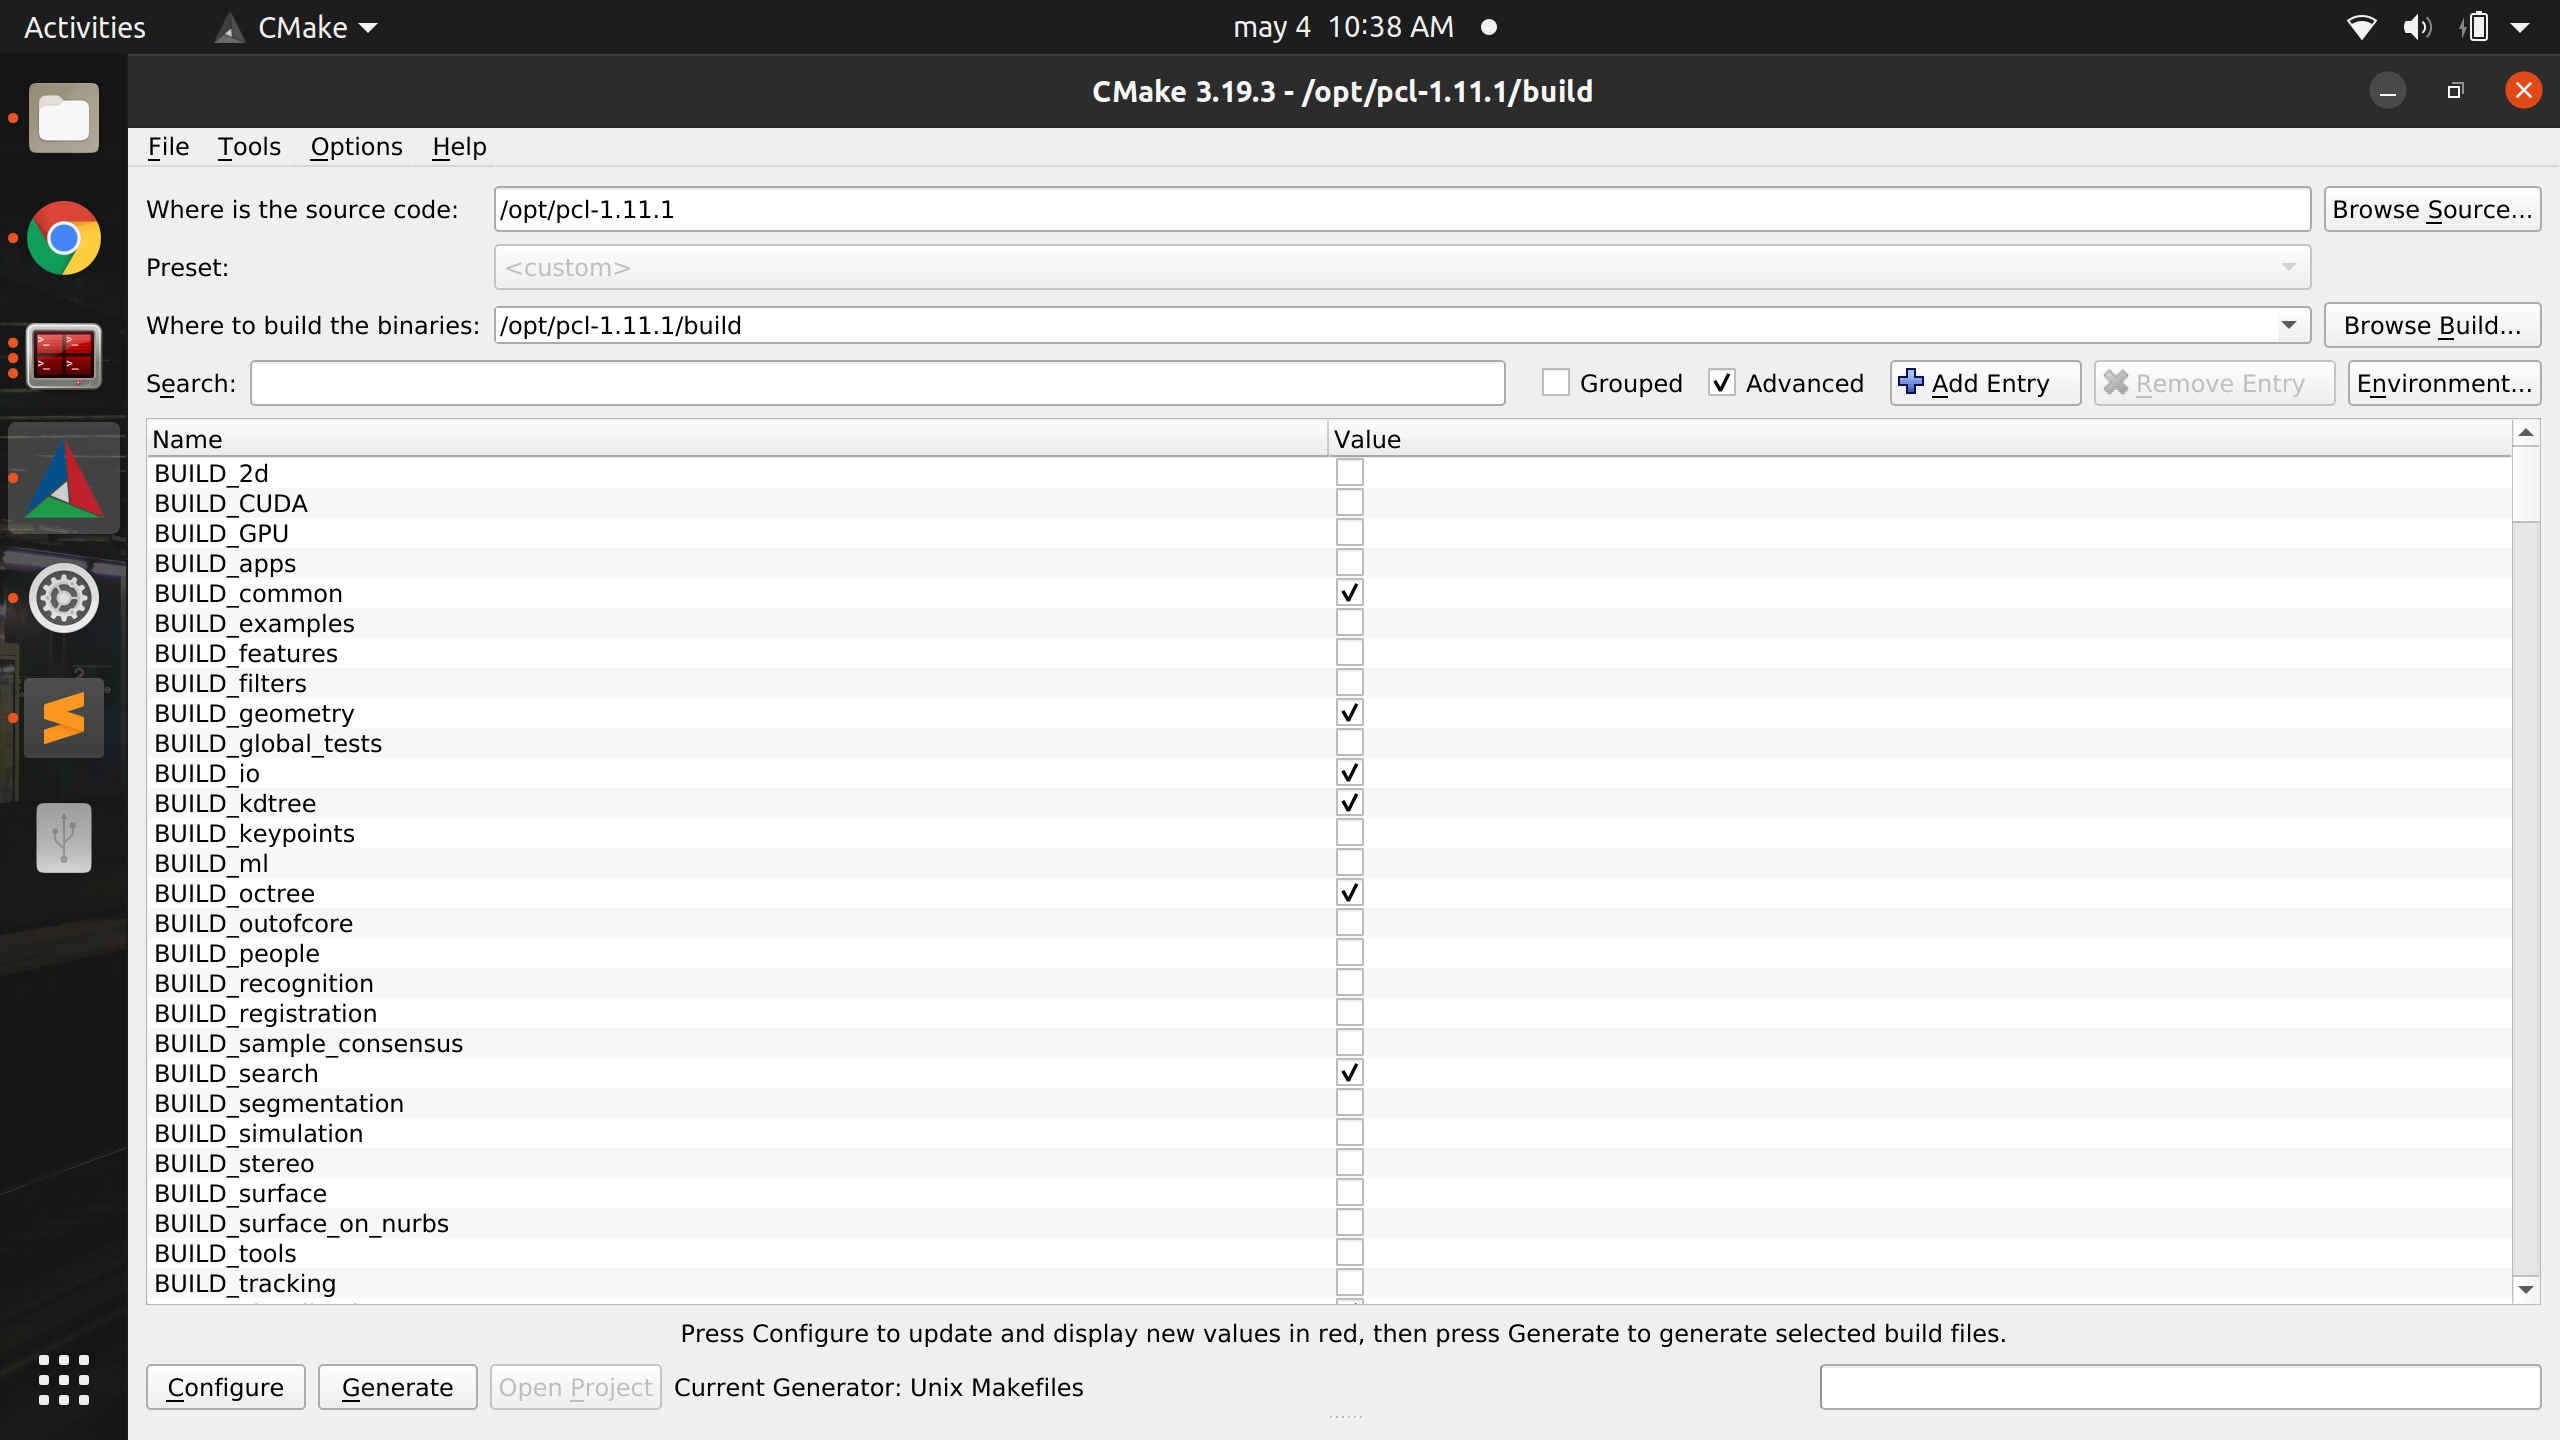 Activities CMake may 4 10:38 AM
CMake 3.19.3 - /opt/pcl-1.11.1/build
File Tools Options Help
Where is the source code: /opt/pcl-1.11.1 Browse Source...
Preset: <custom>
Where to build the binaries: /opt/pcl-1.11.1/build Browse Build...
Search: Grouped Advanced Add Entry Remove Entry Environment...
Name Value
BUILD_2d
BUILD_CUDA
BUILD_GPU
BUILD_apps
BUILD_common
BUILD_examples
BUILD_features
BUILD_filters
BUILD_geometry
BUILD_global_tests
BUILD_io
BUILD_kdtree
BUILD_keypoints
BUILD_ml
BUILD_octree
BUILD_outofcore
BUILD_people
BUILD_recognition
BUILD_registration
BUILD_sample_consensus
BUILD_search
BUILD_segmentation
BUILD_simulation
BUILD_stereo
BUILD_surface
BUILD_surface_on_nurbs
BUILD_tools
BUILD_tracking
Press Configure to update and display new values in red, then press Generate to generate selected build files.
Configure Generate Open Project Current Generator: Unix Makefiles